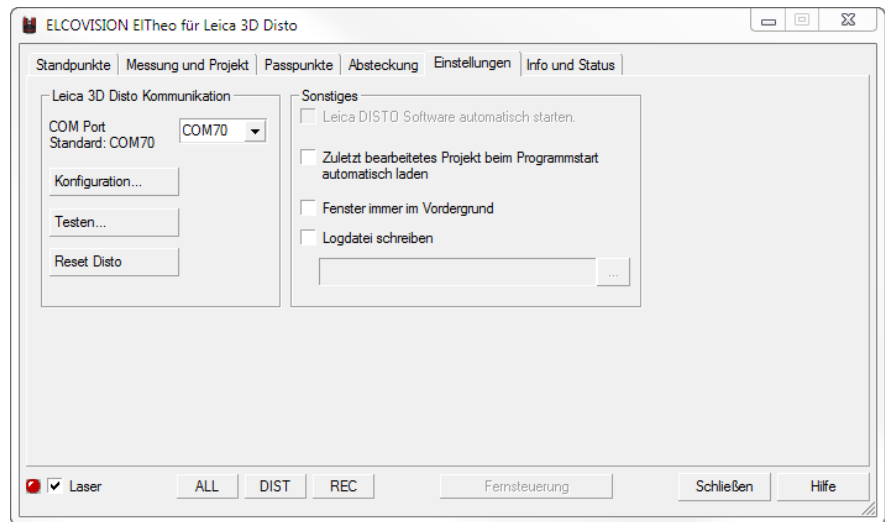 ELCOVISION ElTheo für Leica 3D Disto
Standpunkte Messung und Projekt Passpunkte Absteckung Einstellungen Info und Status
Leica 3D Disto Kommunikation
COM Port
Standard: COM70
COM70
Konfiguration...
Testen...
Reset Disto
Sonstiges
Leica DISTO Software automatisch starten.
Zuletzt bearbeitetes Projekt beim Programmstart
automatisch laden
Fenster immer im Vordergrund
Logdatei schreiben
...
Laser ALL DIST REC Fernsteuerung Schließen Hilfe